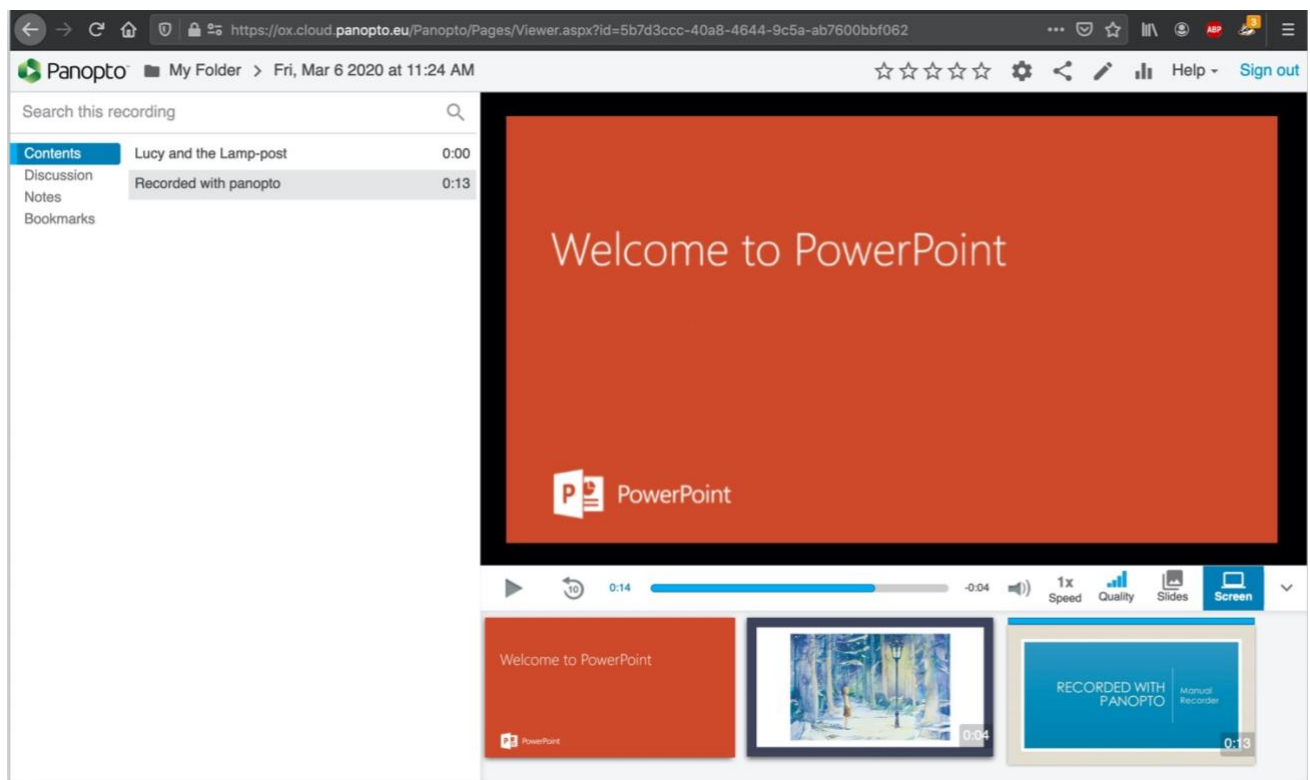 https://ox.cloud.panopto.eu/Panopto/Pages/Viewer.aspx?id=5b7d3ccc-40a8-4644-9c5a-ab7600bbf062
ABP
3
Panopto My Folder > Fri, Mar 6 2020 at 11:24 AM
Help
Sign out
Search this recording
Contents
Discussion
Notes
Bookmarks
Lucy and the Lamp-post 0:00
Recorded with panopto 0:13
Welcome to PowerPoint
P PowerPoint
10
0:14
-0:04
1x
Speed
Quality
Slides
Screen
Welcome to PowerPoint
P PowerPoint
0:04
RECORDED WITH
PANOPTO
Manual
Recorder
0:13